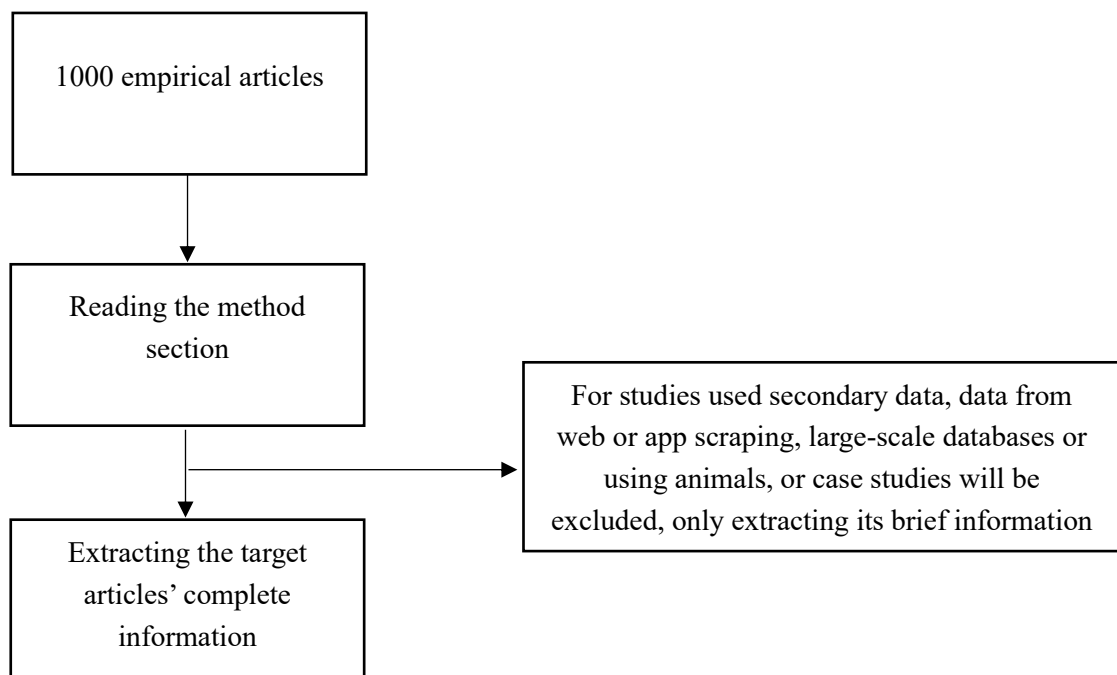 1000 empirical articles
Reading the method
section
For studies used secondary data, data from
web or app scraping, large-scale databases or
using animals, or case studies will be
excluded, only extracting its brief information
Extracting the target
articles’ complete
information